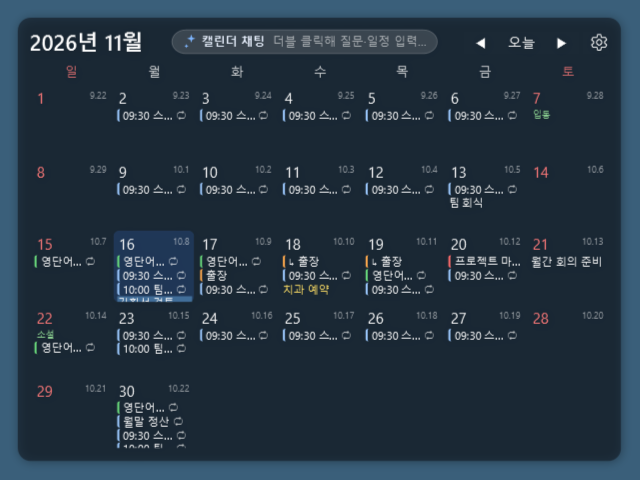 2026년 11월
캘린더 채팅 더블 클릭해 질문·일정 입력...
◀ 오늘 ▶
일 월 화 수 목 금 토
1 9.22 2 9.23 3 9.24 4 9.25 5 9.26 6 9.27 7 9.28
09:30 스... 09:30 스... 09:30 스... 09:30 스... 09:30 스... 입동
8 9.29 9 10.1 10 10.2 11 10.3 12 10.4 13 10.5 14 10.6
09:30 스... 09:30 스... 09:30 스... 09:30 스... 09:30 스...
팀 회식
15 10.7 16 10.8 17 10.9 18 10.10 19 10.11 20 10.12 21 10.13
영단어... 영단어... 영단어... ↳ 출장 ↳ 출장 프로젝트 마... 월간 회의 준비
09:30 스... 출장 09:30 스... 영단어... 09:30 스...
10:00 팀... 09:30 스... 치과 예약 09:30 스...
22 10.14 23 10.15 24 10.16 25 10.17 26 10.18 27 10.19 28 10.20
소설 09:30 스... 09:30 스... 09:30 스... 09:30 스... 09:30 스...
영단어... 10:00 팀...
29 10.21 30 10.22
영단어...
월말 정산
09:30 스...
10:00 팀...